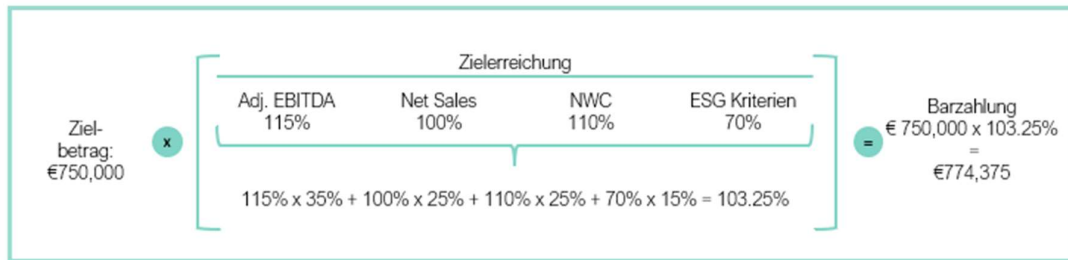 Zielerreichung
Adj. EBITDA
115%
Net Sales
100%
NWC
110%
ESG Kriterien
70%
Ziel-
betrag:
€750,000
x
115% x 35% + 100% x 25% + 110% x 25% + 70% x 15% = 103.25%
=
Barzahlung
€ 750,000 x 103.25%
=
€774,375